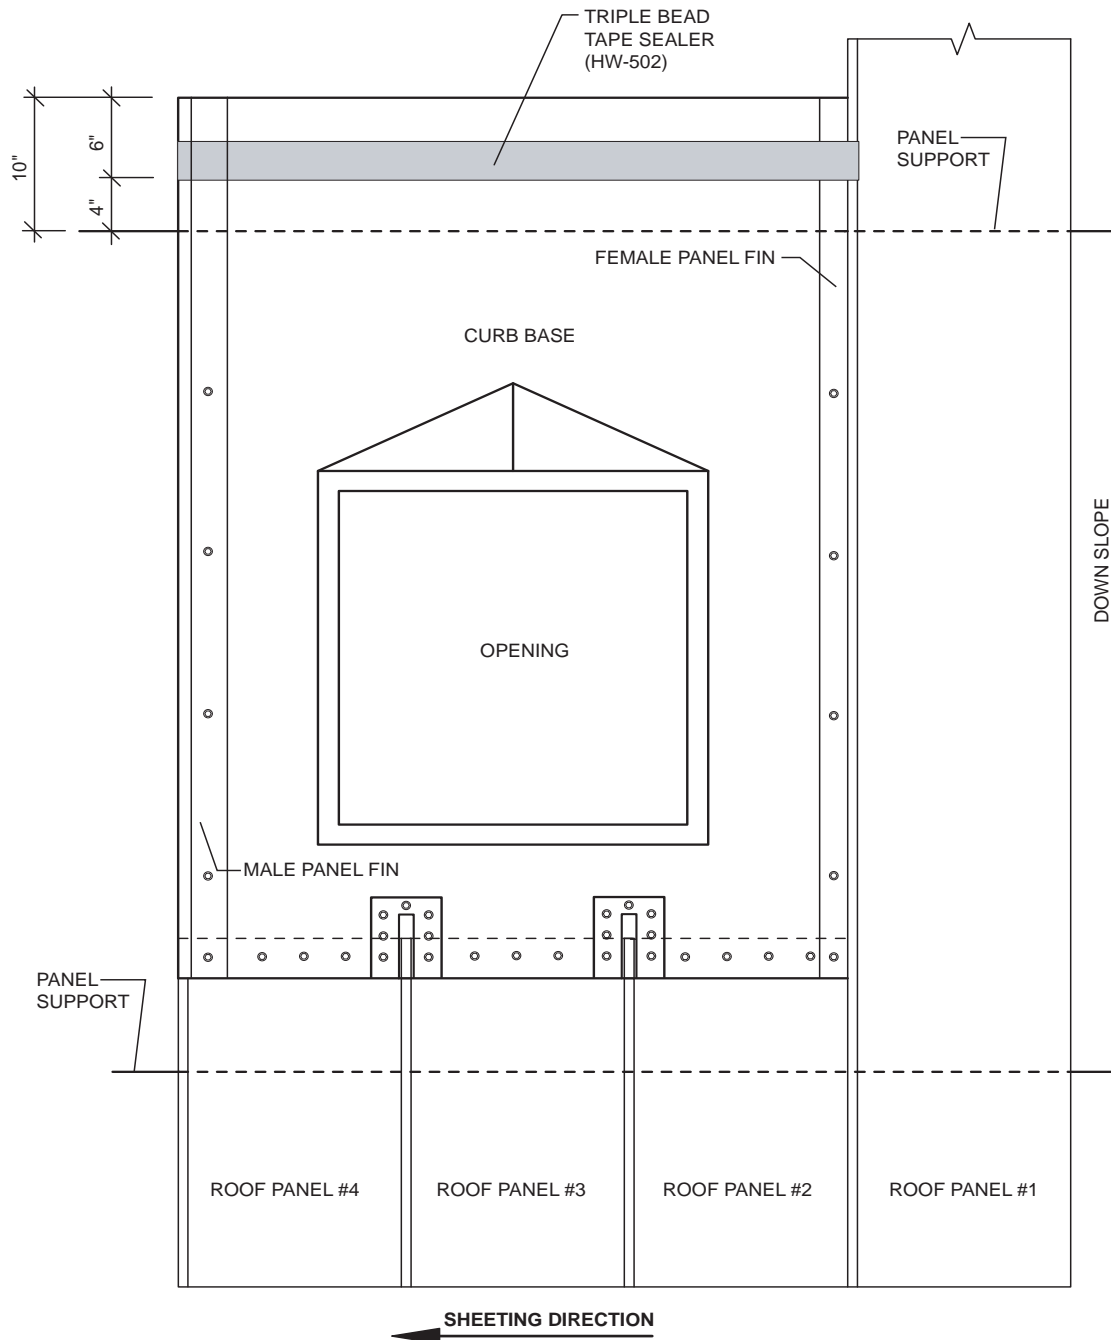 TRIPLE BEAD
TAPE SEALER
(HW-502)
PANEL
SUPPORT
10"
6"
4"
FEMALE PANEL FIN
CURB BASE
DOWN SLOPE
OPENING
MALE PANEL FIN
PANEL
SUPPORT
ROOF PANEL #4
ROOF PANEL #3
ROOF PANEL #2
ROOF PANEL #1
SHEETING DIRECTION